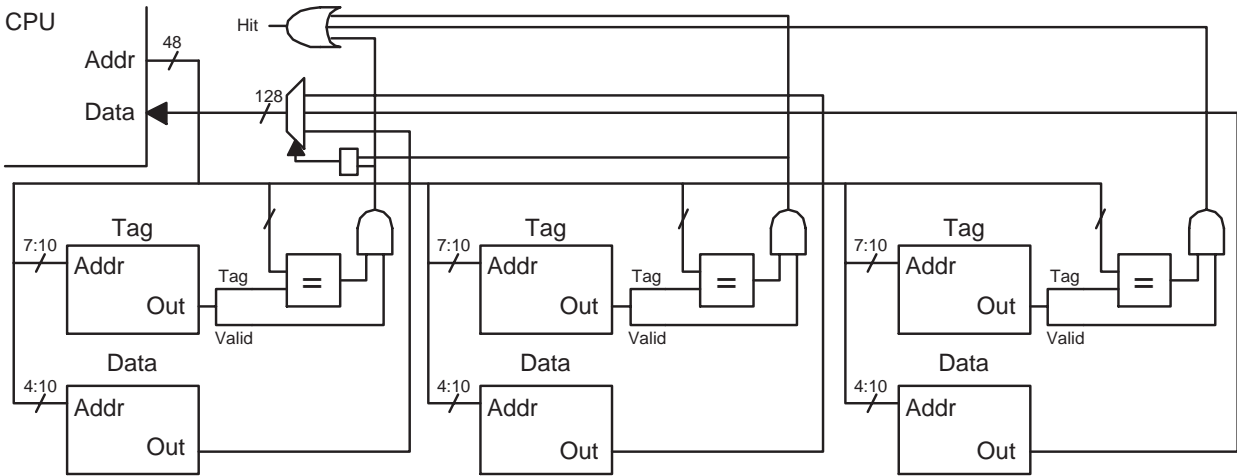 CPU
Hit
Addr
48
Data
128
Tag
7:10
Addr
Out
Tag
=
Valid
Data
4:10
Addr
Out
Tag
7:10
Addr
Out
Tag
=
Valid
Data
4:10
Addr
Out
Tag
7:10
Addr
Out
Tag
=
Valid
Data
4:10
Addr
Out